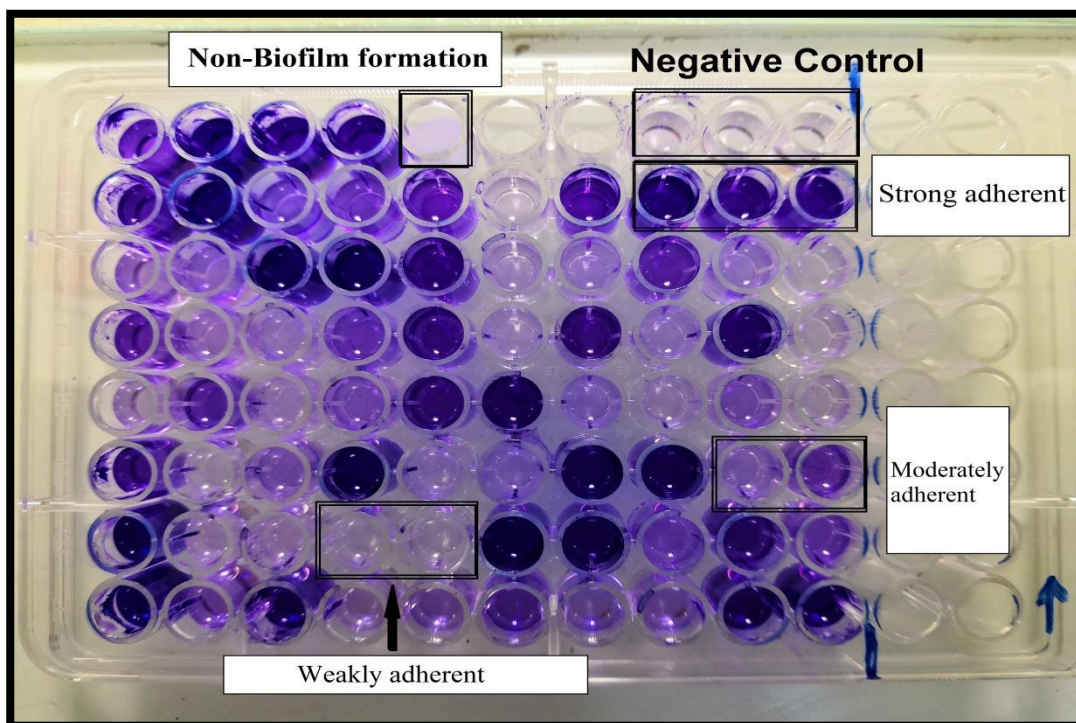 Non-Biofilm formation
Negative Control
Strong adherent
Moderately
adherent
Weakly adherent